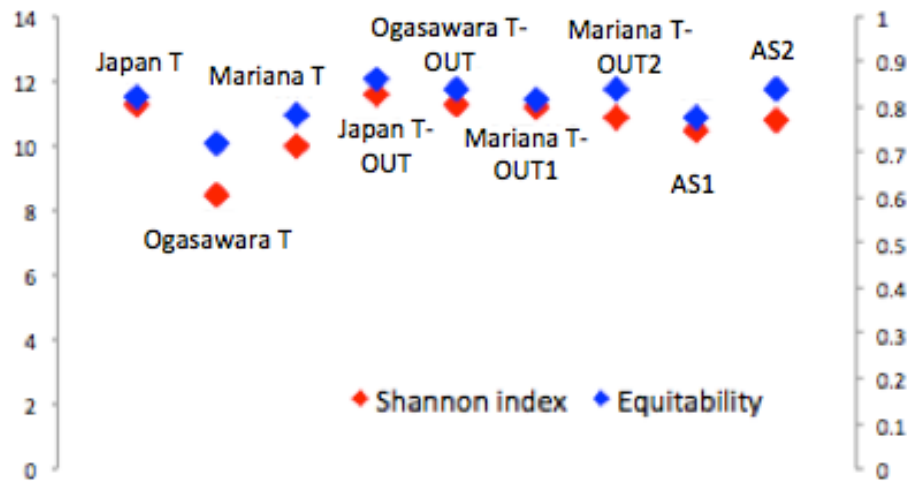 14
12
10
8
6
4
2
0
Japan T
Ogasawara T
Mariana T
Japan T-
OUT
Ogasawara T-
OUT
Mariana T-
OUT1
Mariana T-
OUT2
AS1
AS2
Shannon index
Equitability
1
0.9
0.8
0.7
0.6
0.5
0.4
0.3
0.2
0.1
0